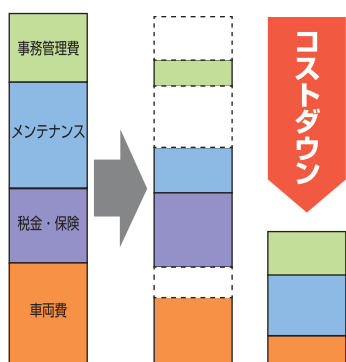 事務管理費
メンテナンス
税金・保険
車両費
コストダウン